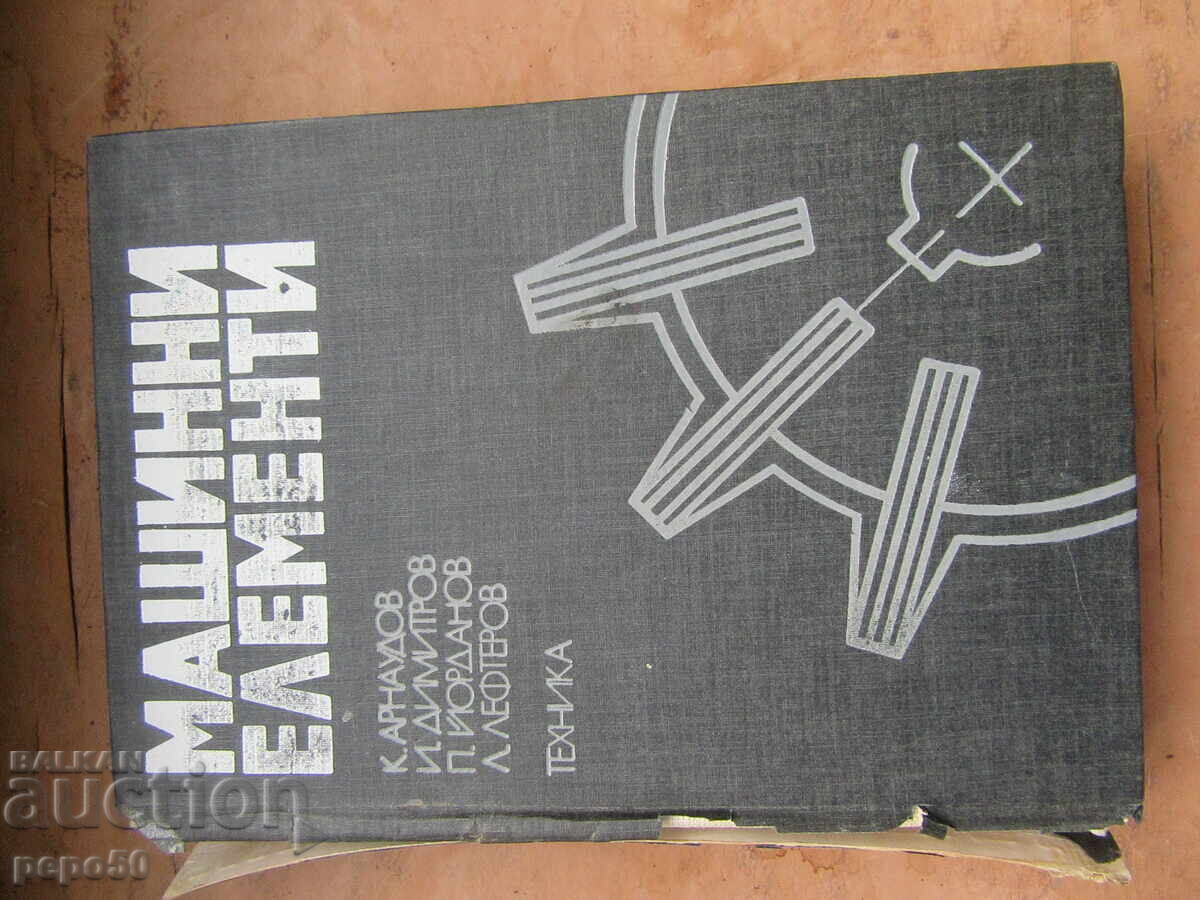 МАШИННИ
ЕЛЕМЕНТИ
К. АРНАУДОВ
И. ДИМИТРОВ
П. ЙОРДАНОВ
Л. ЛЕФТЕРОВ
ТЕХНИКА
BALKAN
auction
pepo50